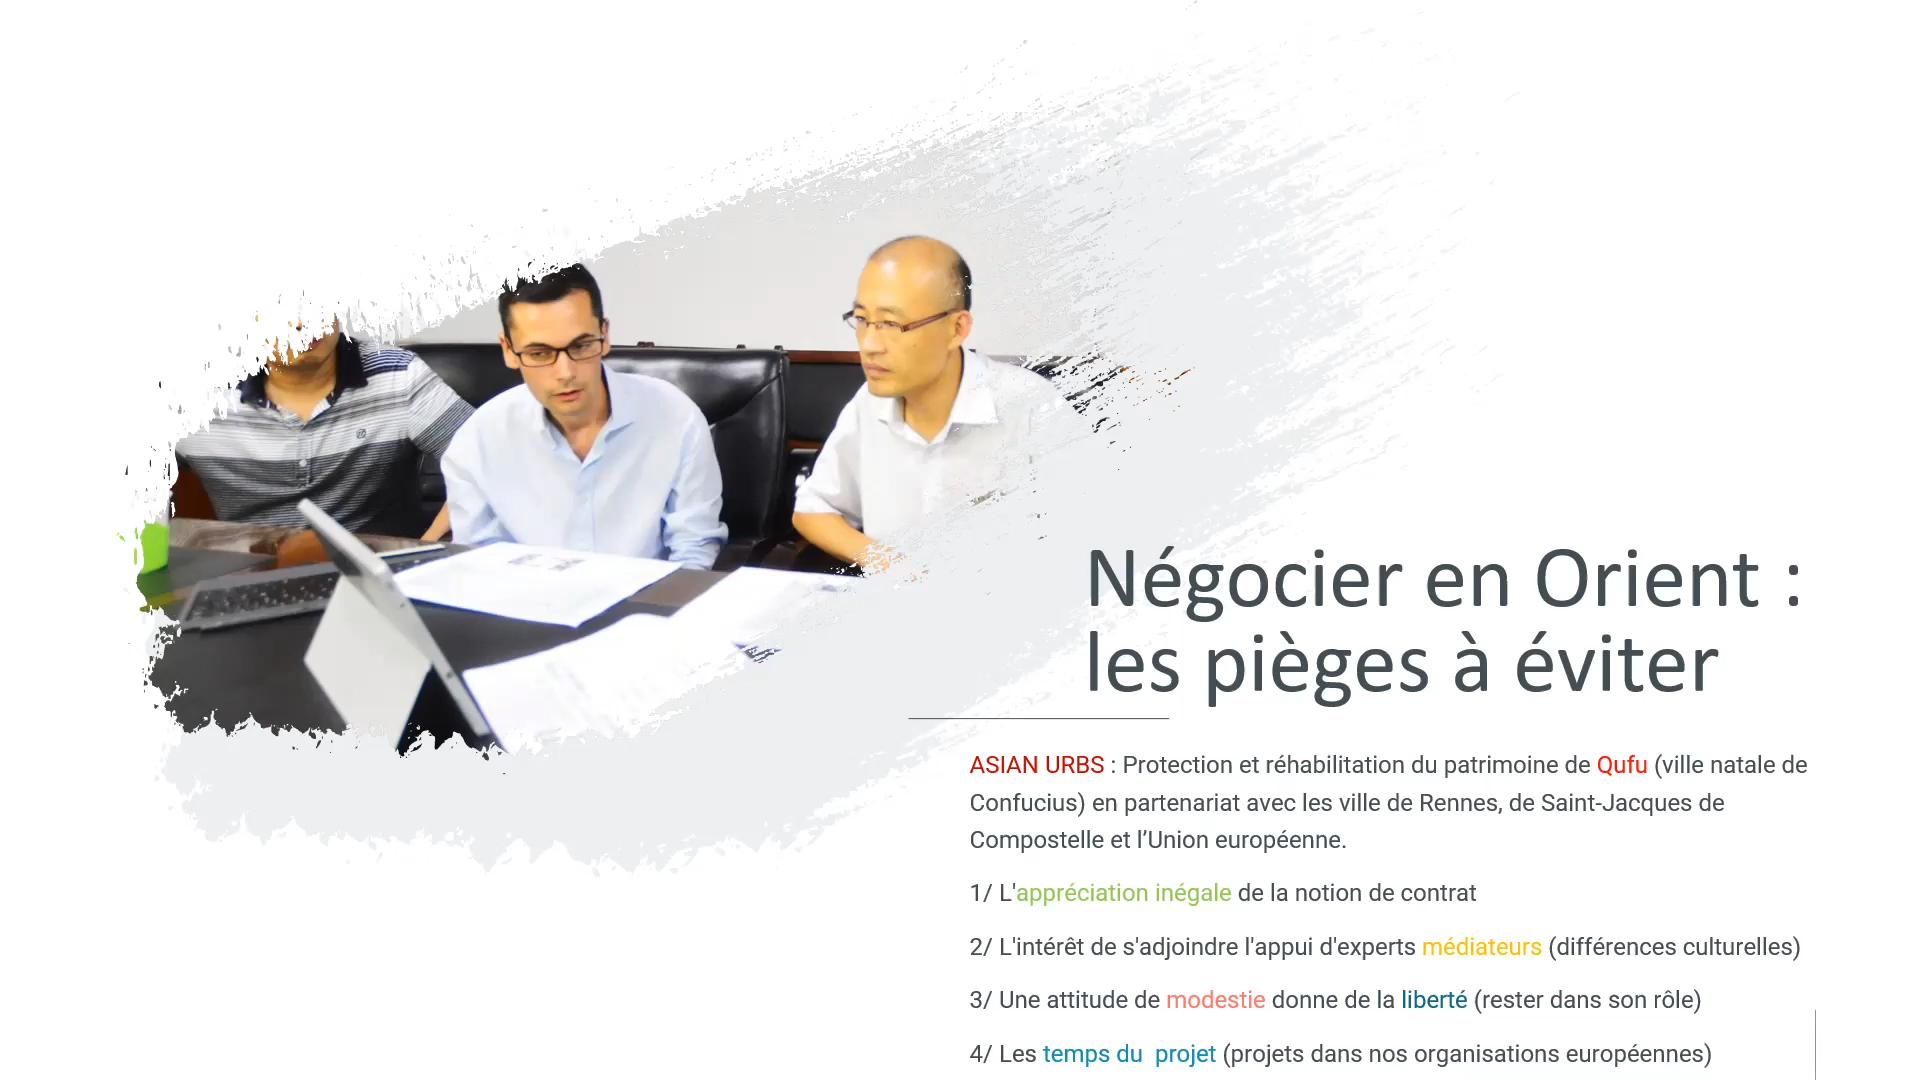 Négocier en Orient :
les pièges à éviter
ASIAN URBS : Protection et réhabilitation du patrimoine de Qufu (ville natale de
Confucius) en partenariat avec les ville de Rennes, de Saint-Jacques de
Compostelle et l’Union européenne.
1/ L'appréciation inégale de la notion de contrat
2/ L'intérêt de s'adjoindre l'appui d'experts médiateurs (différences culturelles)
3/ Une attitude de modestie donne de la liberté (rester dans son rôle)
4/ Les temps du  projet (projets dans nos organisations européennes)